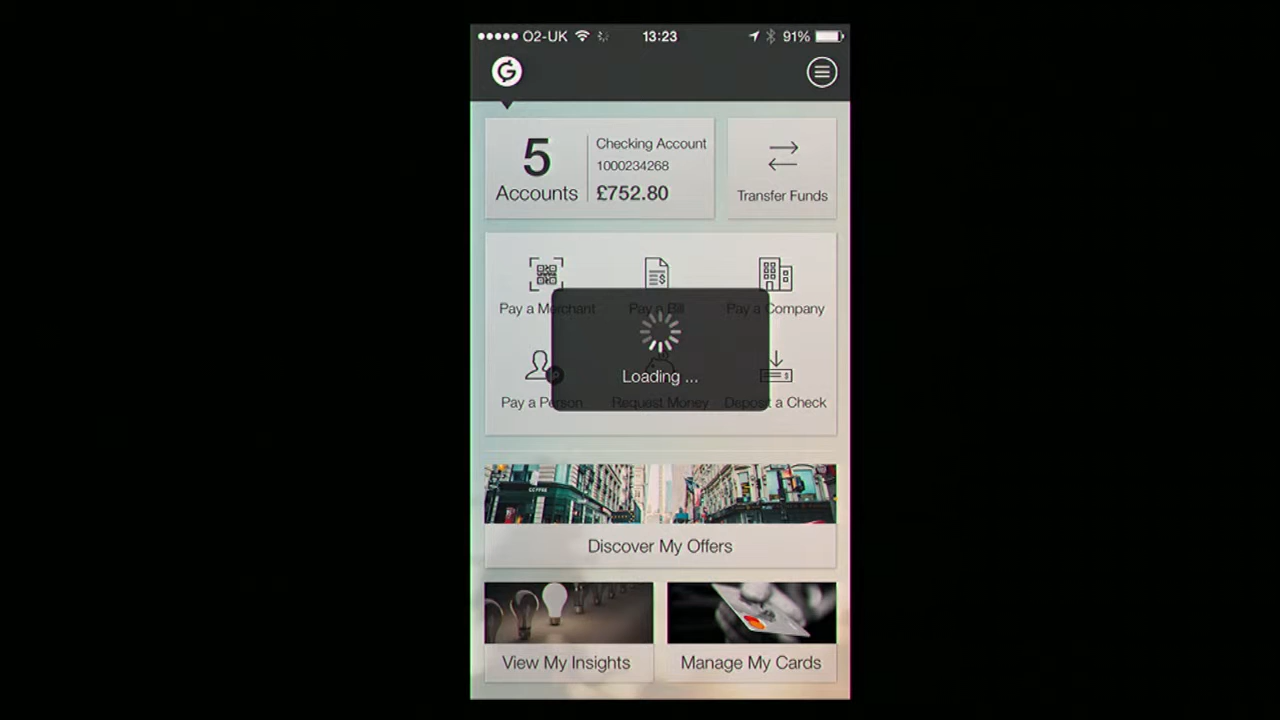 O2-UK 13:23 91%
G
5
Accounts
Checking Account
1000234268
£752.80
Transfer Funds
Pay a Merchant Pay a Bill Pay a Company
Loading ...
Pay a Person Request Money Deposit a Check
COFFEE
Discover My Offers
View My Insights
Manage My Cards